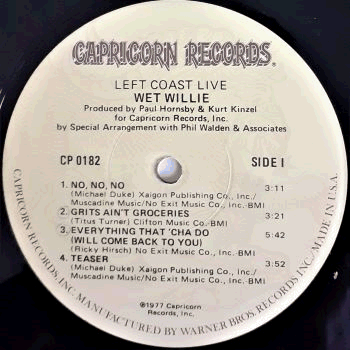 CAPRICORN RECORDS®
LEFT COAST LIVE
WET WILLIE
Produced by Paul Hornsby & Kurt Kinzel
for Capricorn Records, Inc.
by Special Arrangement with Phil Walden & Associates
CP 0182 SIDE I
1. NO, NO, NO 3:11
(Michael Duke) Xaigon Publishing Co., Inc./
Muscadine Music/No Exit Music Co., Inc.-BMI
2. GRITS AIN'T GROCERIES 3:21
(Titus Turner) Clifton Music Co.-BMI
3. EVERYTHING THAT 'CHA DO 5:42
(WILL COME BACK TO YOU)
(Ricky Hirsch) No Exit Music Co., Inc.-BMI
4. TEASER 3:52
(Michael Duke) Xaigon Publishing Co., Inc./
Muscadine Music/No Exit Music Co., Inc.-BMI
℗1977 Capricorn
Records, Inc.
CAPRICORN RECORDS INC. MANUFACTURED BY WARNER BROS. RECORDS INC. MADE IN U.S.A.